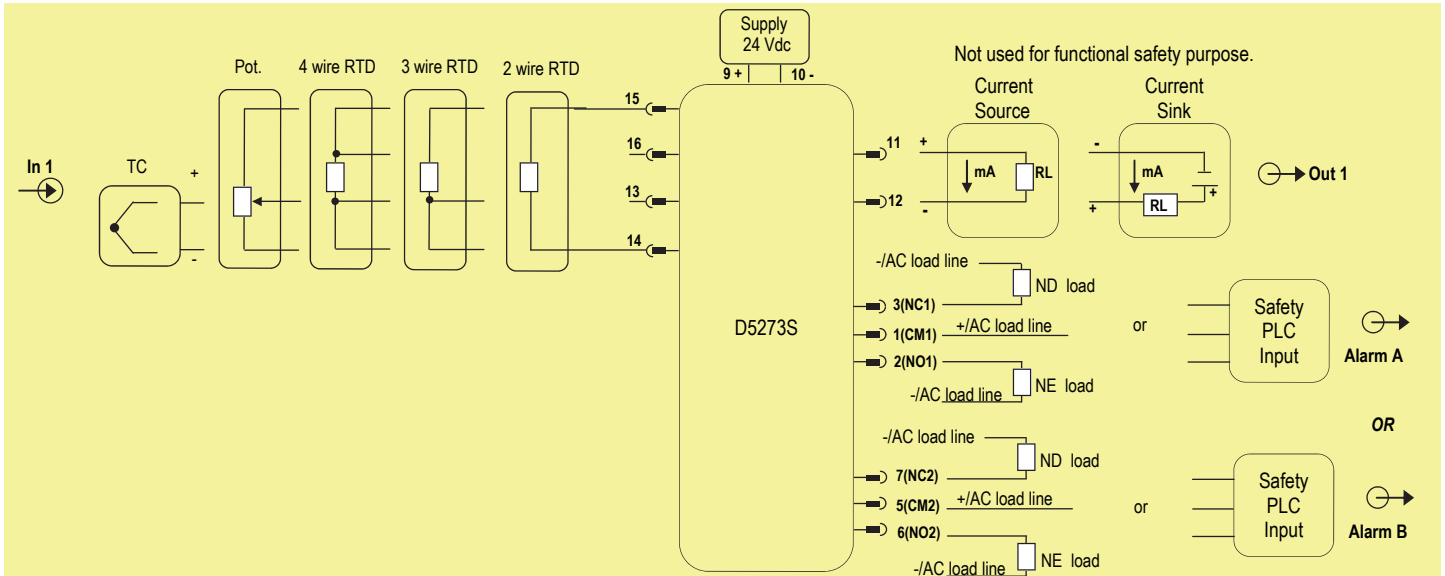 Supply
24 Vdc
9 +
10 -
Not used for functional safety purpose.
Pot.
4 wire RTD
3 wire RTD
2 wire RTD
Current
Source
Current
Sink
In 1
TC
+
-
15
16
13
14
D5273S
11
12
+
-
mA
RL
-
+
mA
RL
+
Out 1
-/AC load line
ND load
3(NC1)
1(CM1)
+/AC load line
2(NO1)
NE load
-/AC load line
or
Safety
PLC
Input
Alarm A
OR
-/AC load line
ND load
7(NC2)
5(CM2)
+/AC load line
6(NO2)
NE load
-/AC load line
or
Safety
PLC
Input
Alarm B